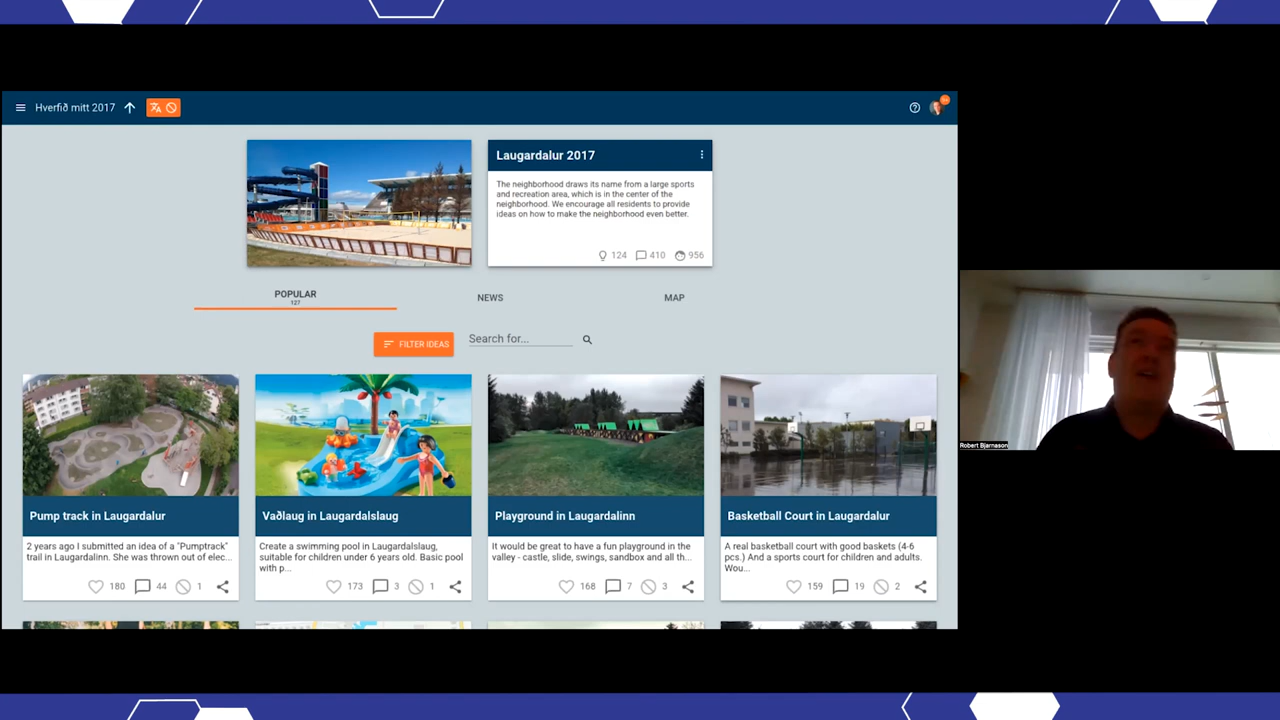 Hverfið mitt 2017
Laugardalur 2017
The neighborhood draws its name from a large sports
and recreation area, which is in the center of the
neighborhood. We encourage all residents to provide
ideas on how to make the neighborhood even better.
124 410 956
POPULAR
127
NEWS
MAP
FILTER IDEAS
Search for...
Pump track in Laugardalur
2 years ago I submitted an idea of a "Pumptrack"
trail in Laugardalinn. She was thrown out of elec...
180 44 1
Vaðlaug in Laugardalslaug
Create a swimming pool in Laugardalslaug,
suitable for children under 6 years old. Basic pool
with p...
173 3 1
Playground in Laugardalinn
It would be great to have a fun playground in the
valley - castle, slide, swings, sandbox and all th...
168 7 3
Basketball Court in Laugardalur
A real basketball court with good baskets (4-6
pcs.) And a sports court for children and adults.
Wou...
159 19 2
Robert Bjarnason